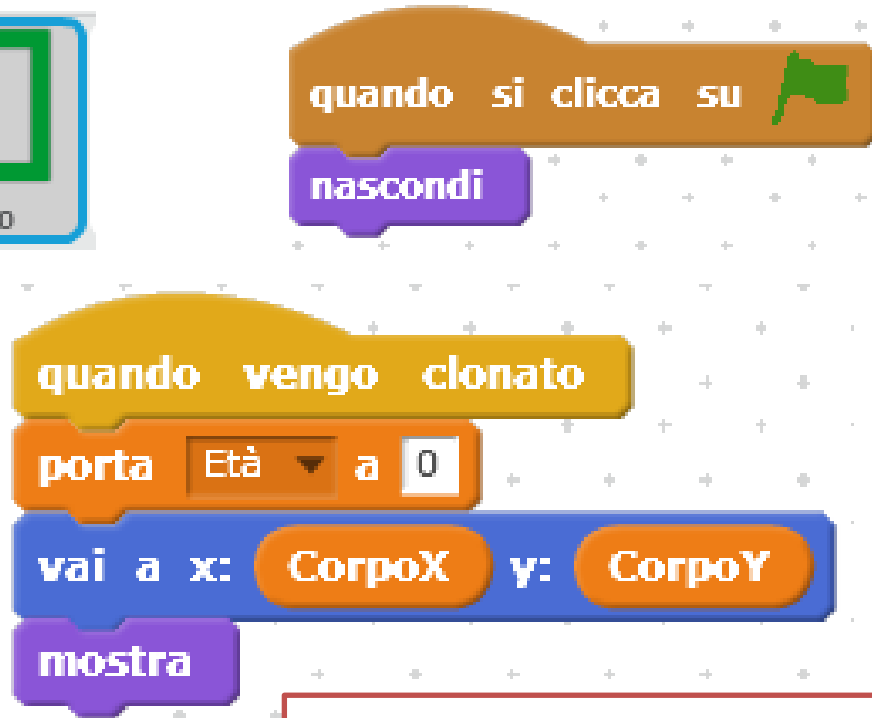 quando si clicca su
nascondi
quando vengo clonato
porta Età a 0
vai a x: CorpoX y: CorpoY
mostra